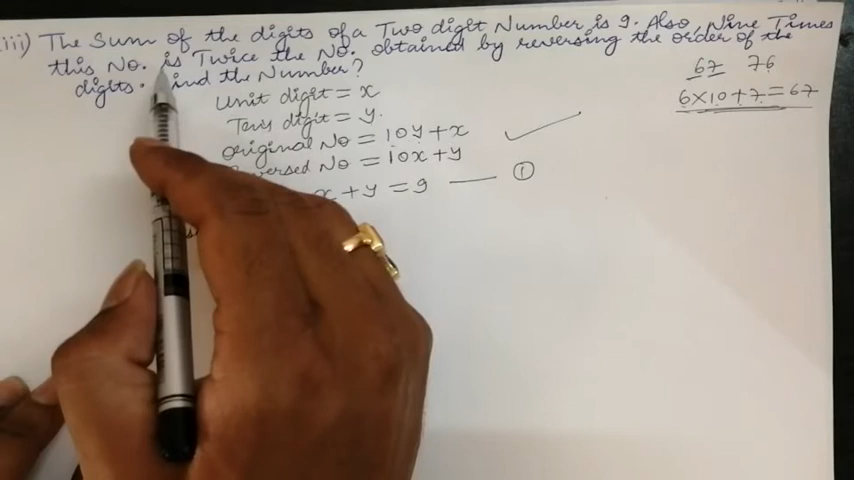 iii) The Sum of the digits of a Two digit Number is 9. Also, Nine Times
this No. is Twice the No. obtained by reversing the order of the
digits. Find the Number?
67 76
6×10+7=67
Unit digit = x
Tens digit = y.
Original No = 10y+x
Reversed No = 10x+y
x+y=9 — ①